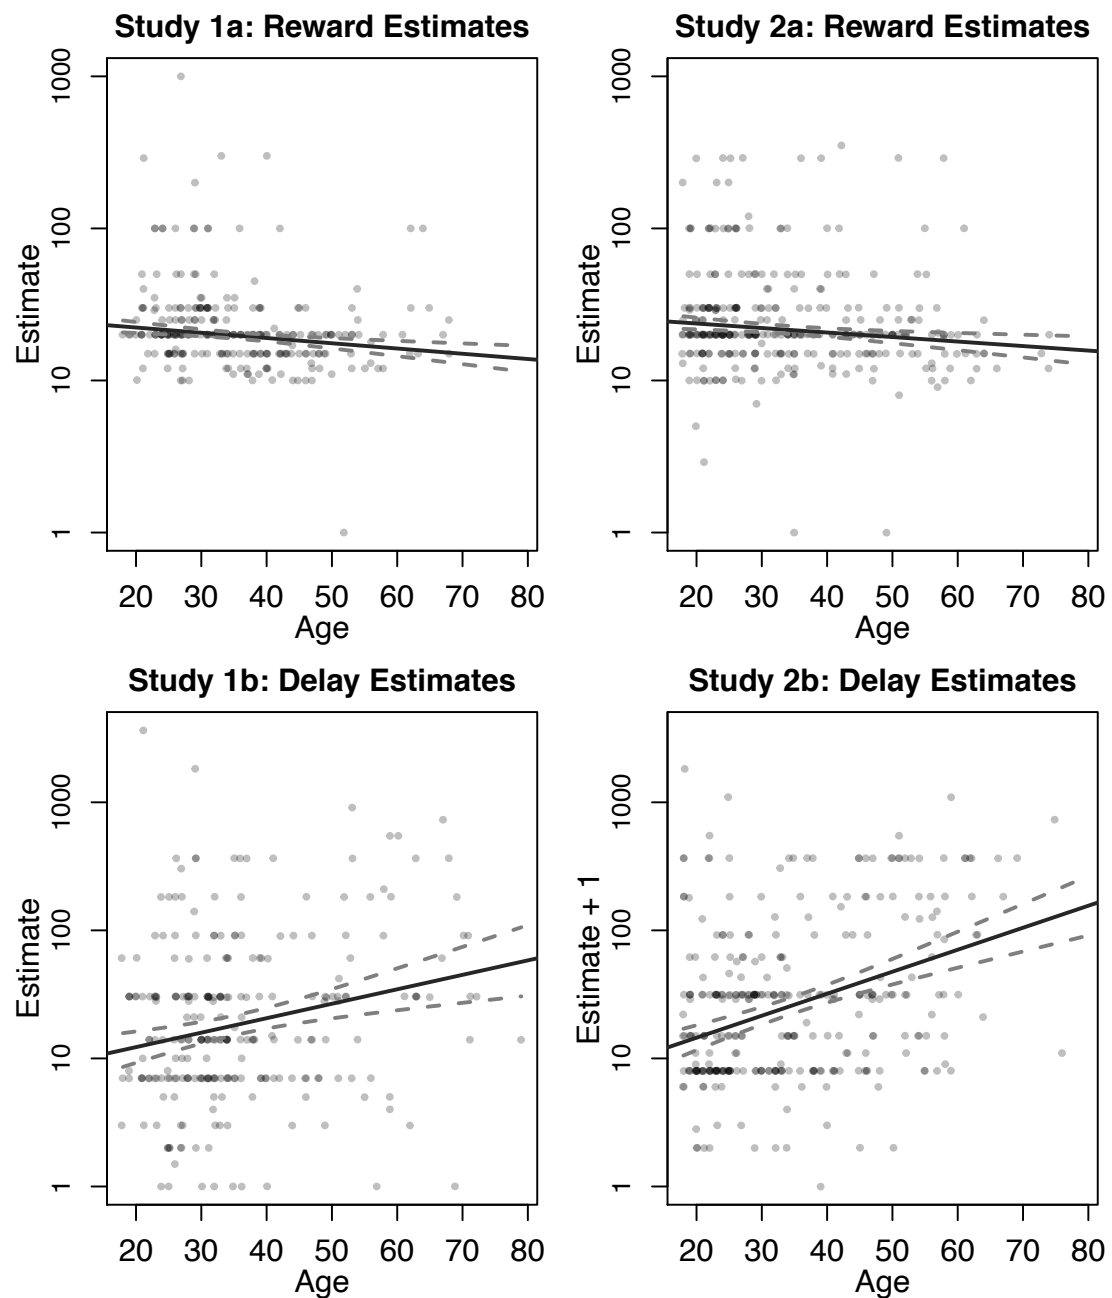 Study 1a: Reward Estimates
Estimate
1000
100
10
1
20 30 40 50 60 70 80
Age
Study 2a: Reward Estimates
Estimate
1000
100
10
1
20 30 40 50 60 70 80
Age
Study 1b: Delay Estimates
Estimate
1000
100
10
1
20 30 40 50 60 70 80
Age
Study 2b: Delay Estimates
Estimate + 1
1000
100
10
1
20 30 40 50 60 70 80
Age